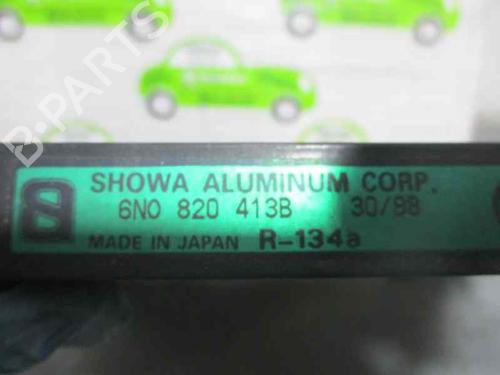 B-PARTS
SHOWA ALUMINUM CORP.
6N0 820 413B 30/98
MADE IN JAPAN R-134a